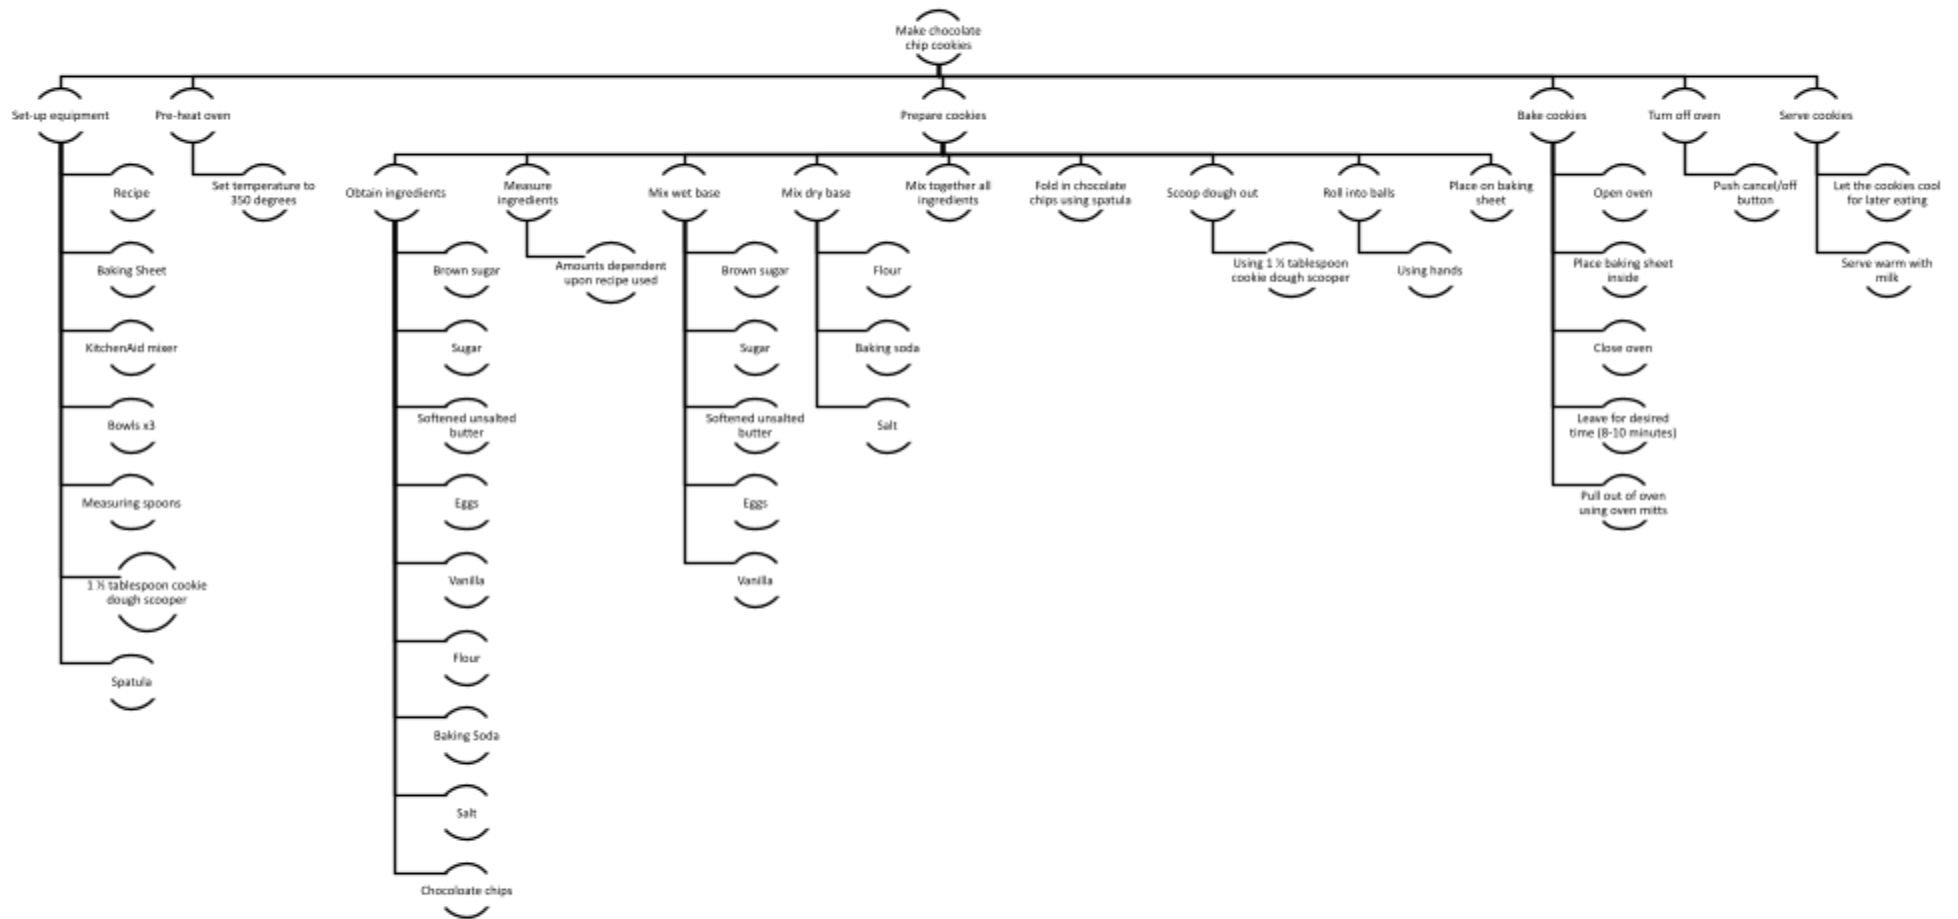 Make chocolate
chip cookies
Set-up equipment
Pre-heat oven
Prepare cookies
Bake cookies
Turn off oven
Serve cookies
Recipe
Baking Sheet
KitchenAid mixer
Bowls x3
Measuring spoons
1 ½ tablespoon cookie
dough scooper
Spatula
Set temperature to
350 degrees
Obtain ingredients
Measure
ingredients
Mix wet base
Mix dry base
Mix together all
ingredients
Fold in chocolate
chips using spatula
Scoop dough out
Roll into balls
Place on baking
sheet
Brown sugar
Sugar
Softened unsalted
butter
Eggs
Vanilla
Flour
Baking Soda
Salt
Chocoloate chips
Amounts dependent
upon recipe used
Brown sugar
Sugar
Softened unsalted
butter
Eggs
Vanilla
Flour
Baking soda
Salt
Using 1 ½ tablespoon
cookie dough scooper
Using hands
Open oven
Place baking sheet
inside
Close oven
Leave for desired
time (8-10 minutes)
Pull out of oven
using oven mitts
Push cancel/off
button
Let the cookies cool
for later eating
Serve warm with
milk